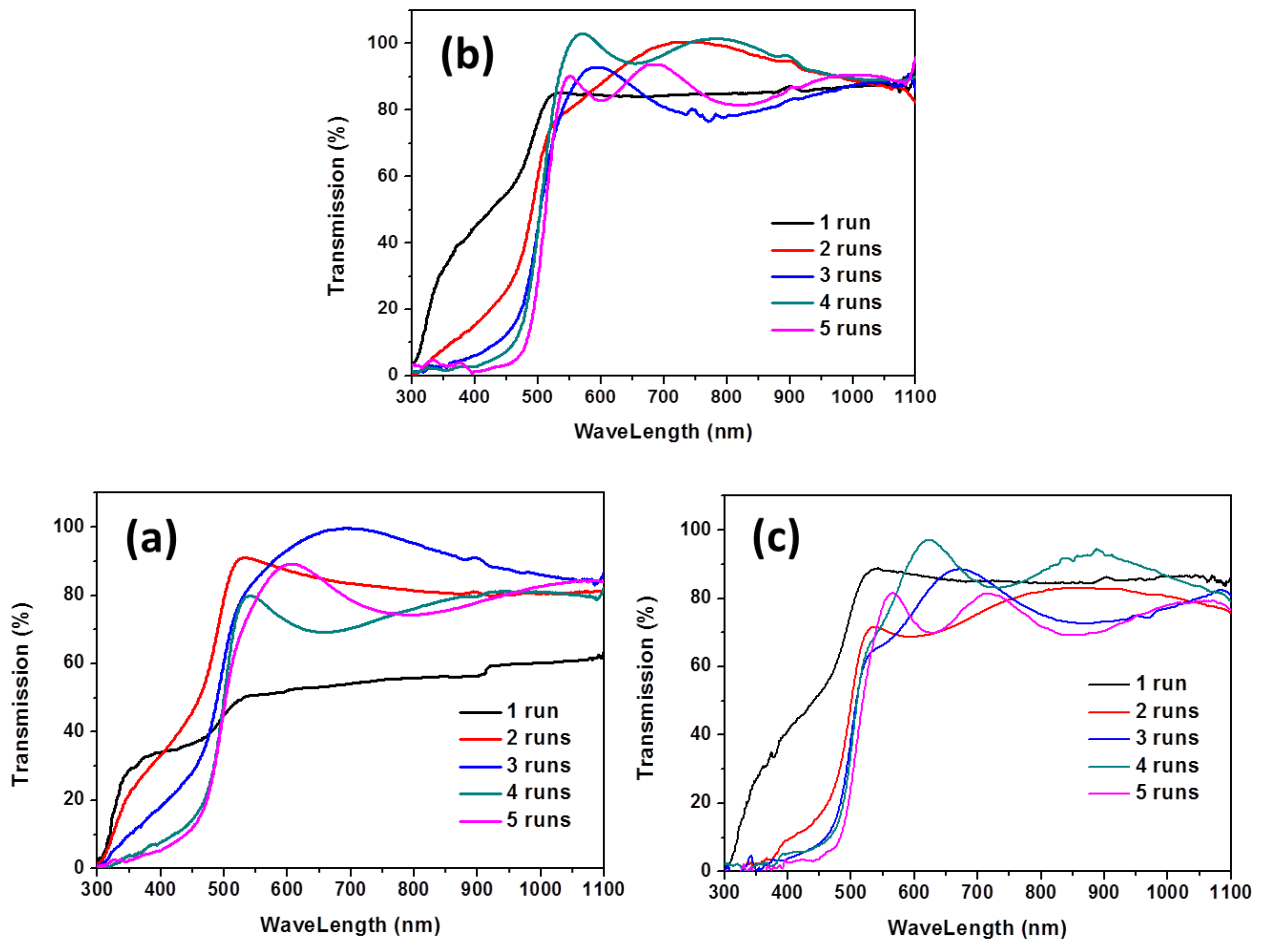 (b)
Transmission (%)
100
80
60
40
20
0
1 run
2 runs
3 runs
4 runs
5 runs
300 400 500 600 700 800 900 1000 1100
WaveLength (nm)
(a)
Transmission (%)
100
80
60
40
20
0
1 run
2 runs
3 runs
4 runs
5 runs
300 400 500 600 700 800 900 1000 1100
WaveLength (nm)
(c)
Transmission (%)
100
80
60
40
20
0
1 run
2 runs
3 runs
4 runs
5 runs
300 400 500 600 700 800 900 1000 1100
WaveLength (nm)